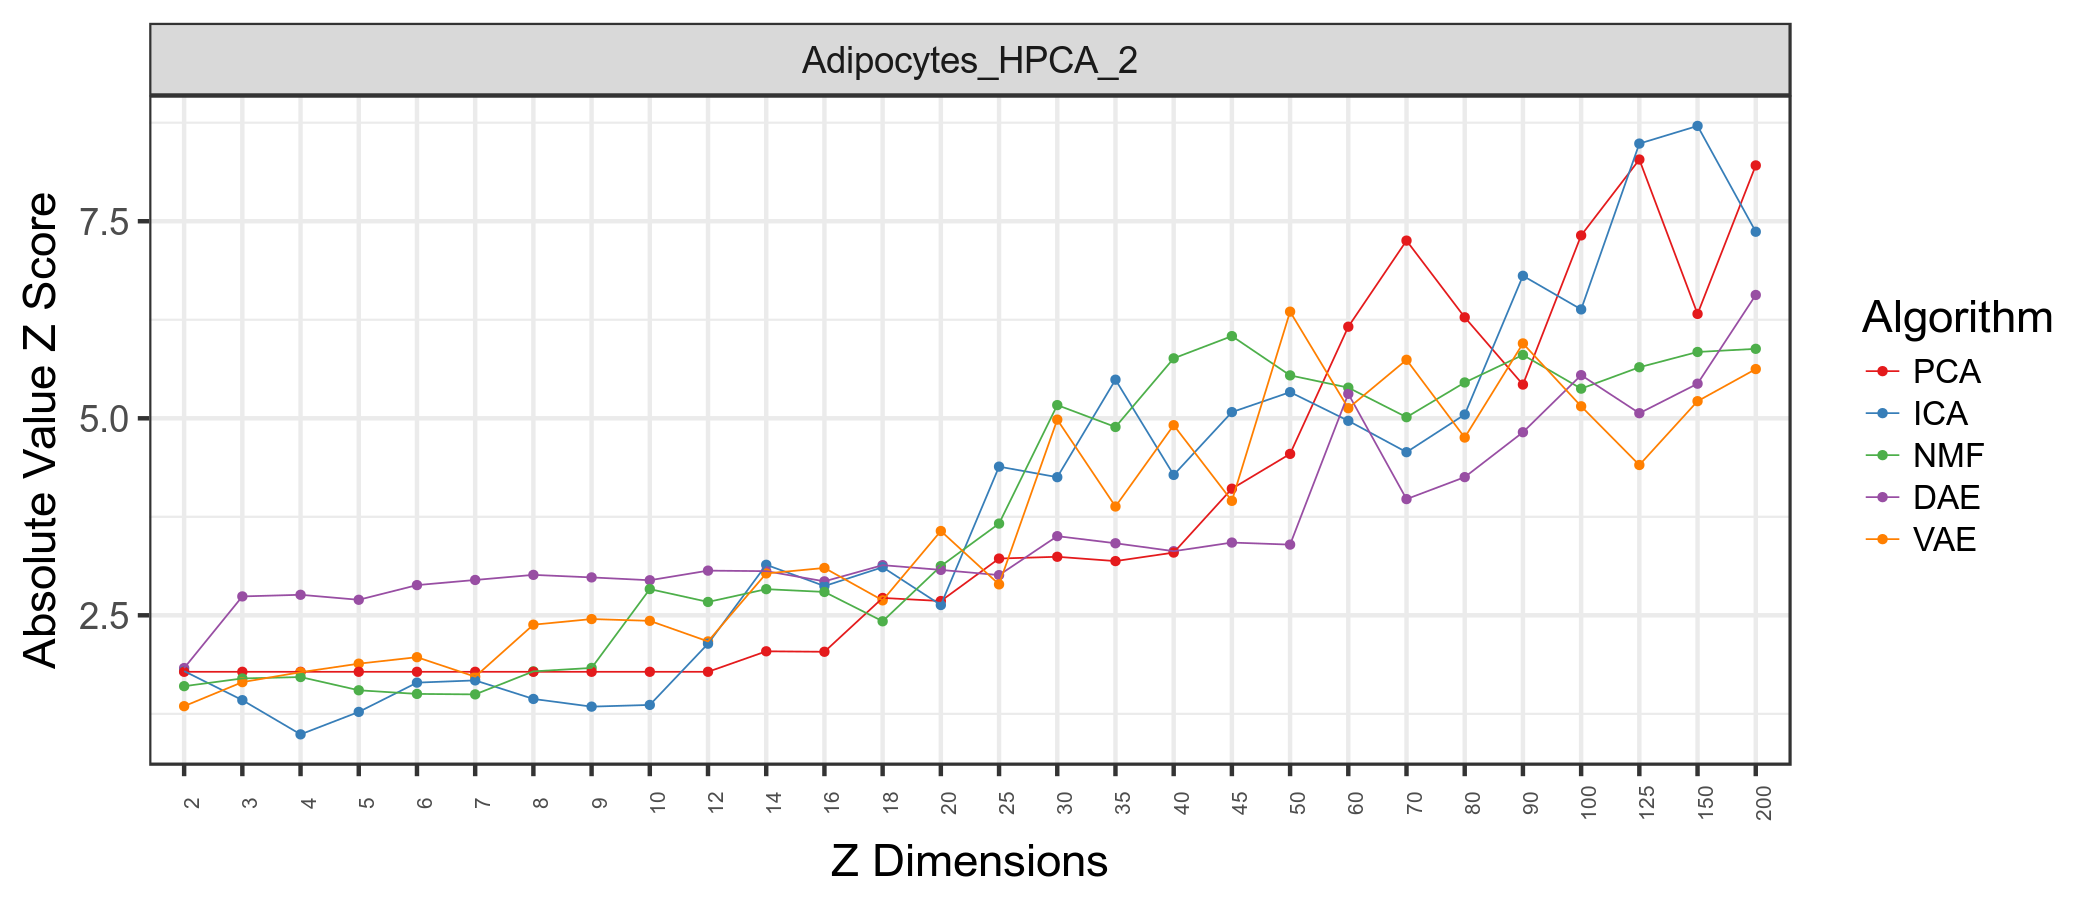 Adipocytes_HPCA_2
Absolute Value Z Score
7.5
5.0
2.5
2 3 4 5 6 7 8 9 10 12 14 16 18 20 25 30 35 40 45 50 60 70 80 90 100 125 150 200
Z Dimensions
Algorithm
PCA
ICA
NMF
DAE
VAE